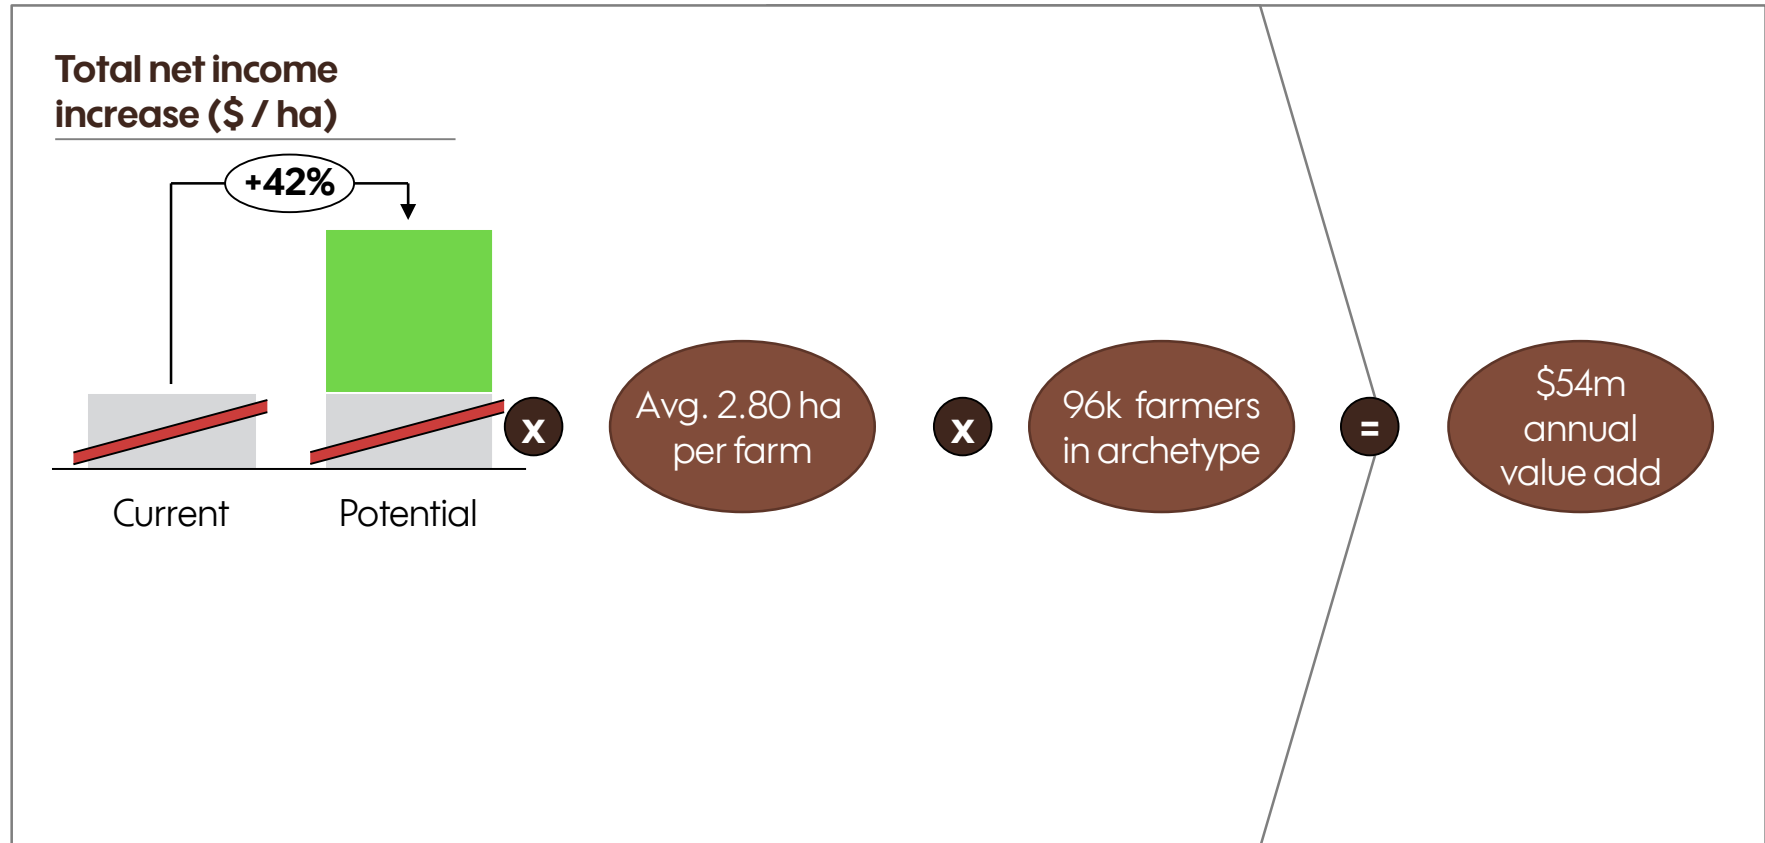 Total net income
increase ($ / ha)
+42%
Current
Potential
x
Avg. 2.80 ha
per farm
x
96k farmers
in archetype
=
$54m
annual
value add